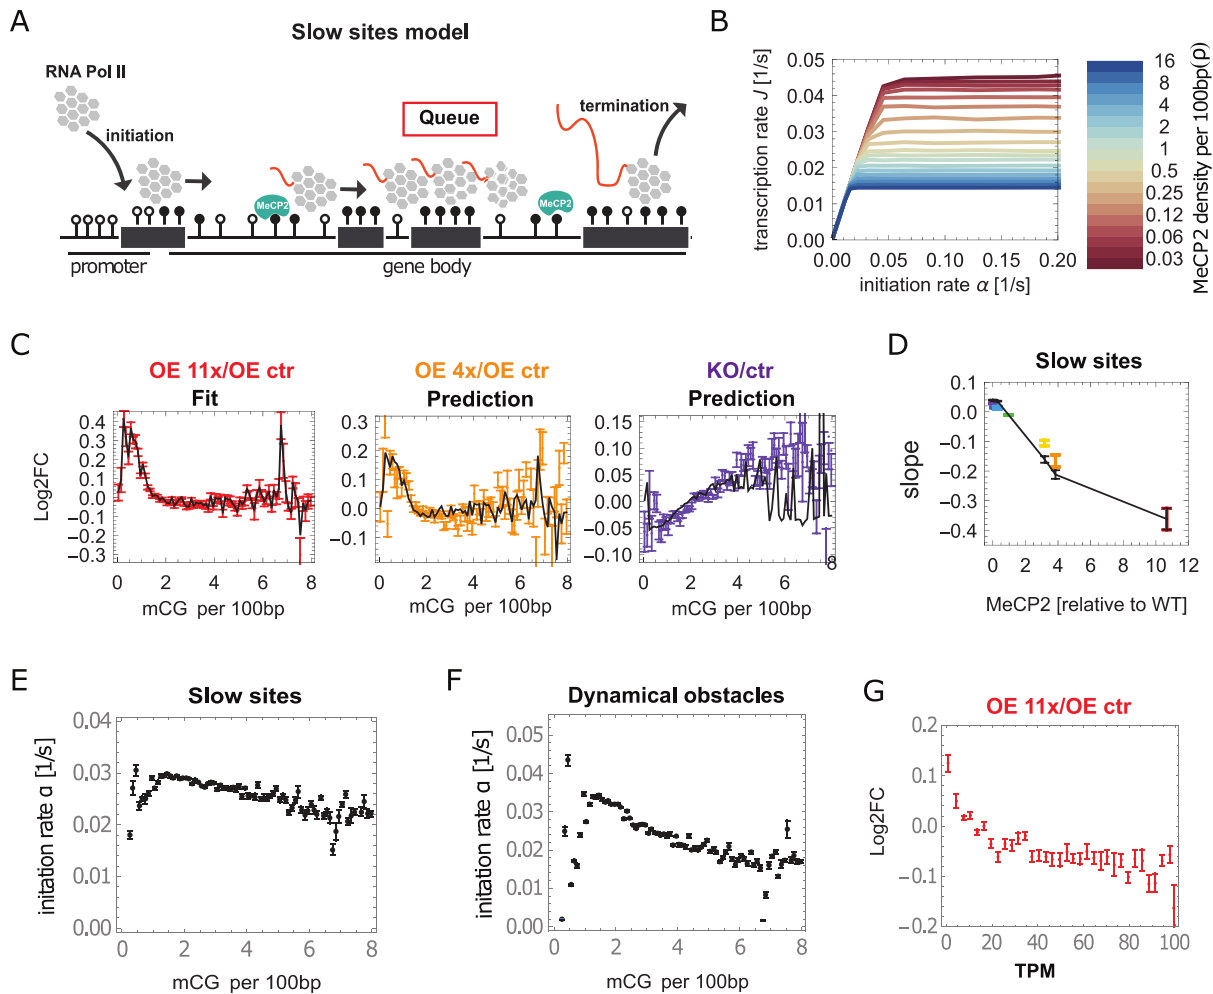 A
Slow sites model
RNA Pol II
initiation
Queue
termination
MeCP2
MeCP2
promoter
gene body
B
transcription rate J [1/s]
0.05
0.04
0.03
0.02
0.01
0.00
0.00 0.05 0.10 0.15 0.20
initiation rate α [1/s]
16
8
4
2
1
0.5
0.25
0.12
0.06
0.03
MeCP2 density per 100bp(ρ)
C
OE 11x/OE ctr
Fit
Log2FC
0.4
0.3
0.2
0.1
0.0
−0.1
−0.2
−0.3
0 2 4 6 8
mCG per 100bp
OE 4x/OE ctr
Prediction
0.3
0.2
0.1
0.0
−0.1
0 2 4 6 8
mCG per 100bp
KO/ctr
Prediction
0.15
0.10
0.05
0.00
−0.05
−0.10
0 2 4 6 8
mCG per 100bp
D
Slow sites
slope
0.1
0.0
−0.1
−0.2
−0.3
−0.4
0 2 4 6 8 10 12
MeCP2 [relative to WT]
E
Slow sites
initation rate α [1/s]
0.04
0.03
0.02
0.01
0.00
0 2 4 6 8
mCG per 100bp
F
Dynamical obstacles
initation rate α [1/s]
0.05
0.04
0.03
0.02
0.01
0.00
0 2 4 6 8
mCG per 100bp
G
OE 11x/OE ctr
Log2FC
0.2
0.1
0.0
−0.1
−0.2
0 20 40 60 80 100
TPM